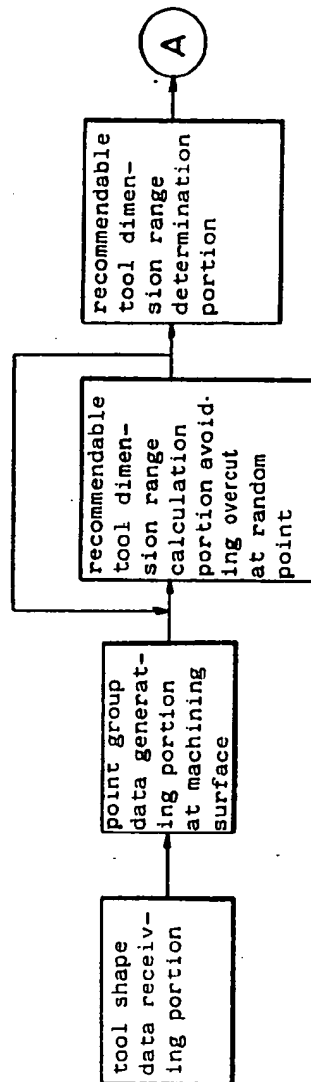 tool shape
data receiv-
ing portion
point group
data generat-
ing portion
at machining
surface
recommendable
tool dimen-
sion range
calculation
portion avoid-
ing overcut
at random
point
recommendable
tool dimen-
sion range
determination
portion
A